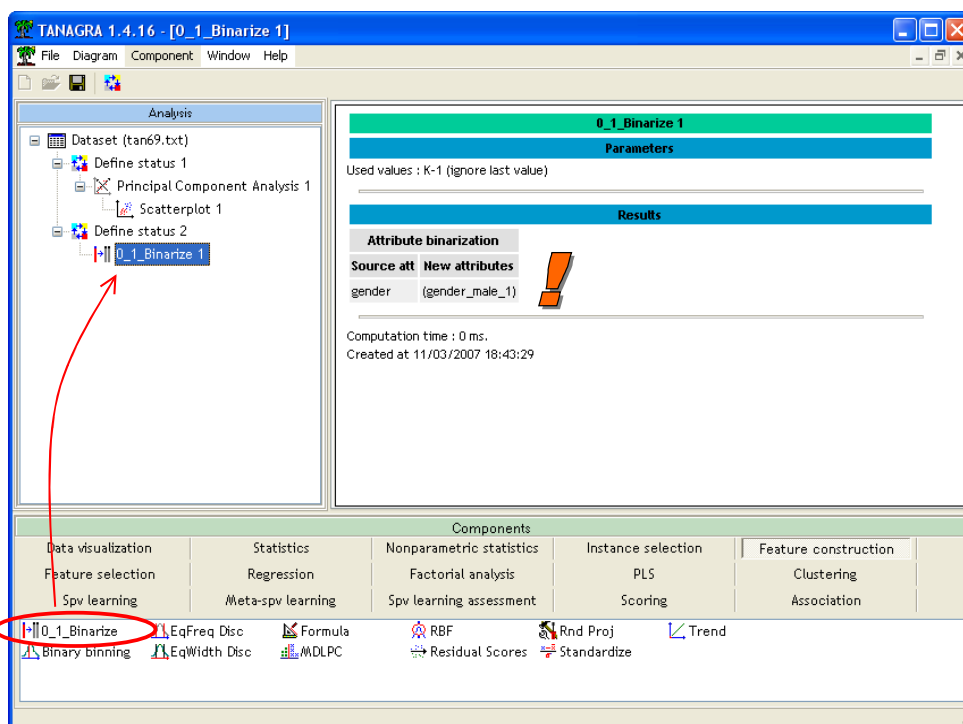 TANAGRA 1.4.16 - [0_1_Binarize 1]
File Diagram Component Window Help
Analysis
Dataset (tan69.txt)
Define status 1
Principal Component Analysis 1
Scatterplot 1
Define status 2
0_1_Binarize 1
0_1_Binarize 1
Parameters
Used values : K-1 (ignore last value)
Results
Attribute binarization
Source att New attributes
gender (gender_male_1)
!
Computation time : 0 ms.
Created at 11/03/2007 18:43:29
Components
Data visualization Statistics Nonparametric statistics Instance selection Feature construction
Feature selection Regression Factorial analysis PLS Clustering
Spv learning Meta-spv learning Spv learning assessment Scoring Association
0_1_Binarize EqFreq Disc Formula RBF Rnd Proj Trend
Binary binning EqWidth Disc MDLPC Residual Scores Standardize